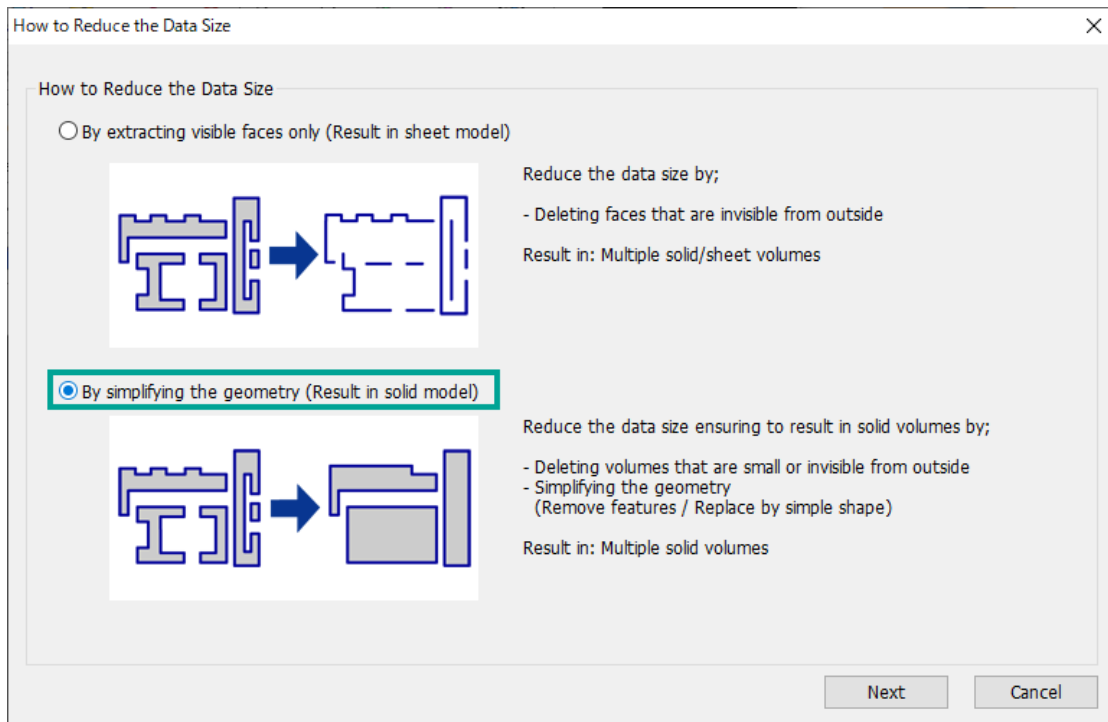 How to Reduce the Data Size
How to Reduce the Data Size
By extracting visible faces only (Result in sheet model)
Reduce the data size by;
- Deleting faces that are invisible from outside
Result in: Multiple solid/sheet volumes
By simplifying the geometry (Result in solid model)
Reduce the data size ensuring to result in solid volumes by;
- Deleting volumes that are small or invisible from outside
- Simplifying the geometry
(Remove features / Replace by simple shape)
Result in: Multiple solid volumes
Next
Cancel